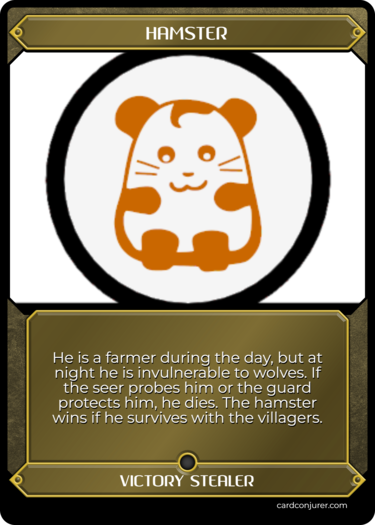 HAMSTER
He is a farmer during the day, but at
night he is invulnerable to wolves. If
the seer probes him or the guard
protects him, he dies. The hamster
wins if he survives with the villagers.
VICTORY STEALER
cardconjurer.com